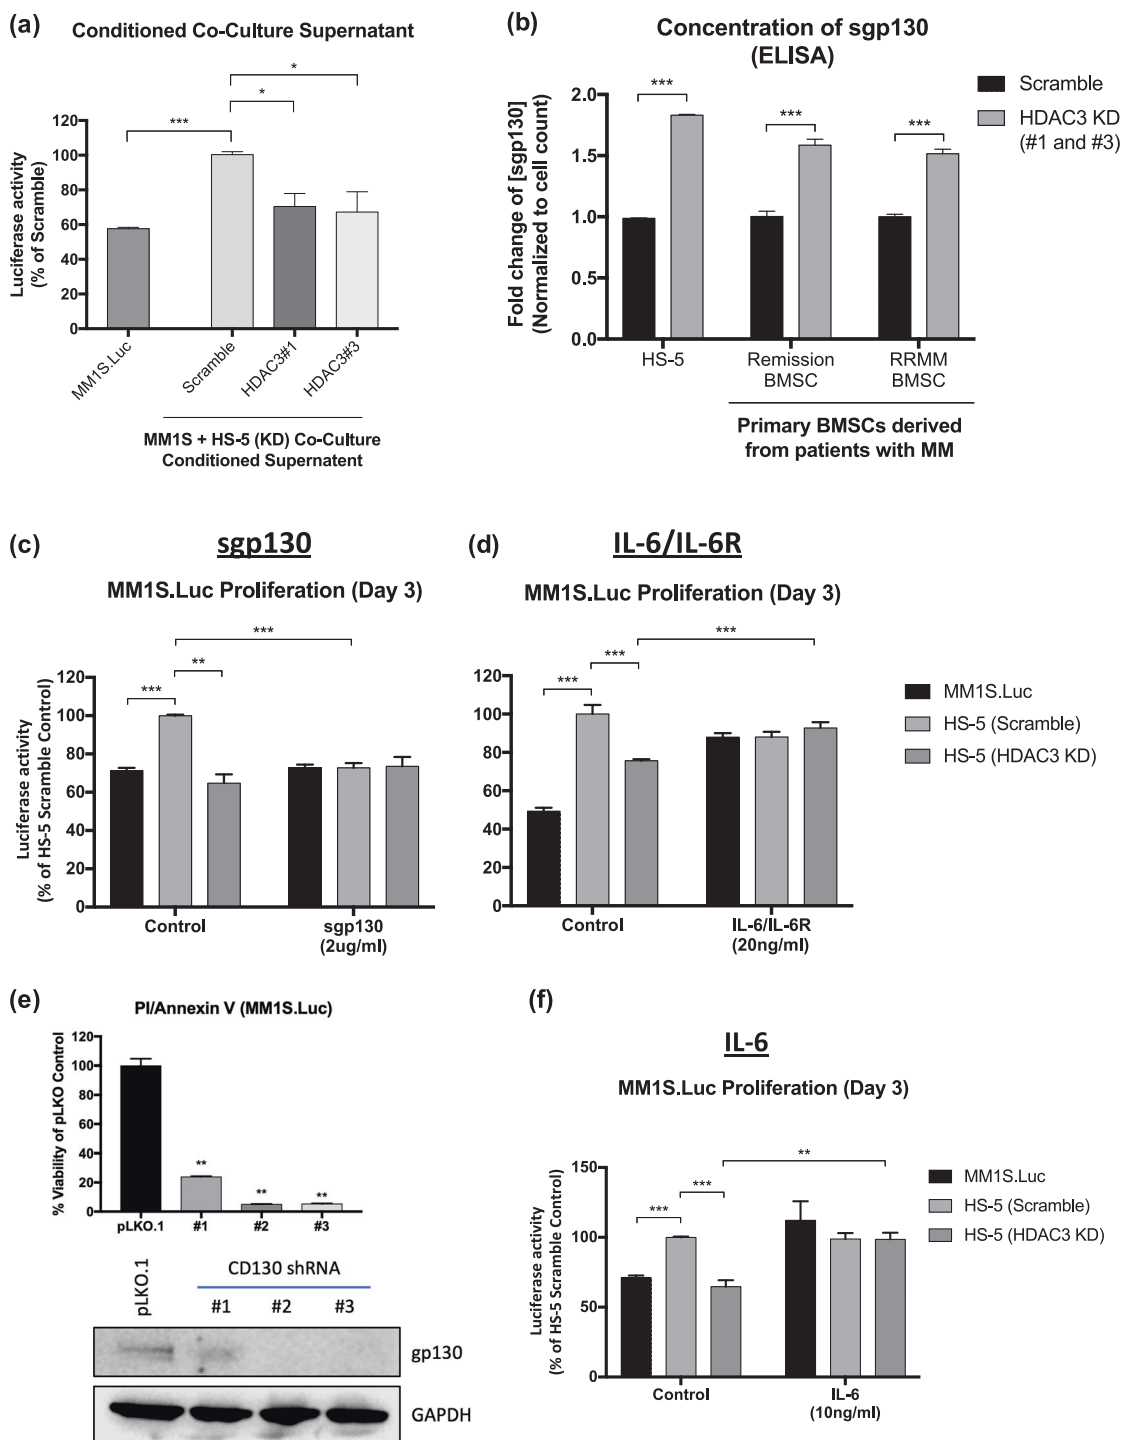 (a)
Conditioned Co-Culture Supernatant
Luciferase activity
(% of Scramble)
120
100
80
60
40
20
0
***
*
*
MM1S.Luc
Scramble
HDAC3#1
HDAC3#3
MM1S + HS-5 (KD) Co-Culture
Conditioned Supernatent
(b)
Concentration of sgp130
(ELISA)
Fold change of [sgp130]
(Normalized to cell count)
2.0
1.5
1.0
0.5
0.0
***
***
***
HS-5
Remission
BMSC
RRMM
BMSC
Primary BMSCs derived
from patients with MM
Scramble
HDAC3 KD
(#1 and #3)
(c)
sgp130
MM1S.Luc Proliferation (Day 3)
Luciferase activity
(% of HS-5 Scramble Control)
120
100
80
60
40
20
0
***
**
***
Control
sgp130
(2ug/ml)
(d)
IL-6/IL-6R
MM1S.Luc Proliferation (Day 3)
120
100
80
60
40
20
0
***
***
***
Control
IL-6/IL-6R
(20ng/ml)
MM1S.Luc
HS-5 (Scramble)
HS-5 (HDAC3 KD)
(e)
PI/Annexin V (MM1S.Luc)
% Viability of pLKO Control
120
100
80
60
40
20
0
**
**
**
pLKO.1
#1
#2
#3
pLKO.1
CD130 shRNA
#1
#2
#3
gp130
GAPDH
(f)
IL-6
MM1S.Luc Proliferation (Day 3)
Luciferase activity
(% of HS-5 Scramble Control)
150
100
50
0
***
***
**
Control
IL-6
(10ng/ml)
MM1S.Luc
HS-5 (Scramble)
HS-5 (HDAC3 KD)